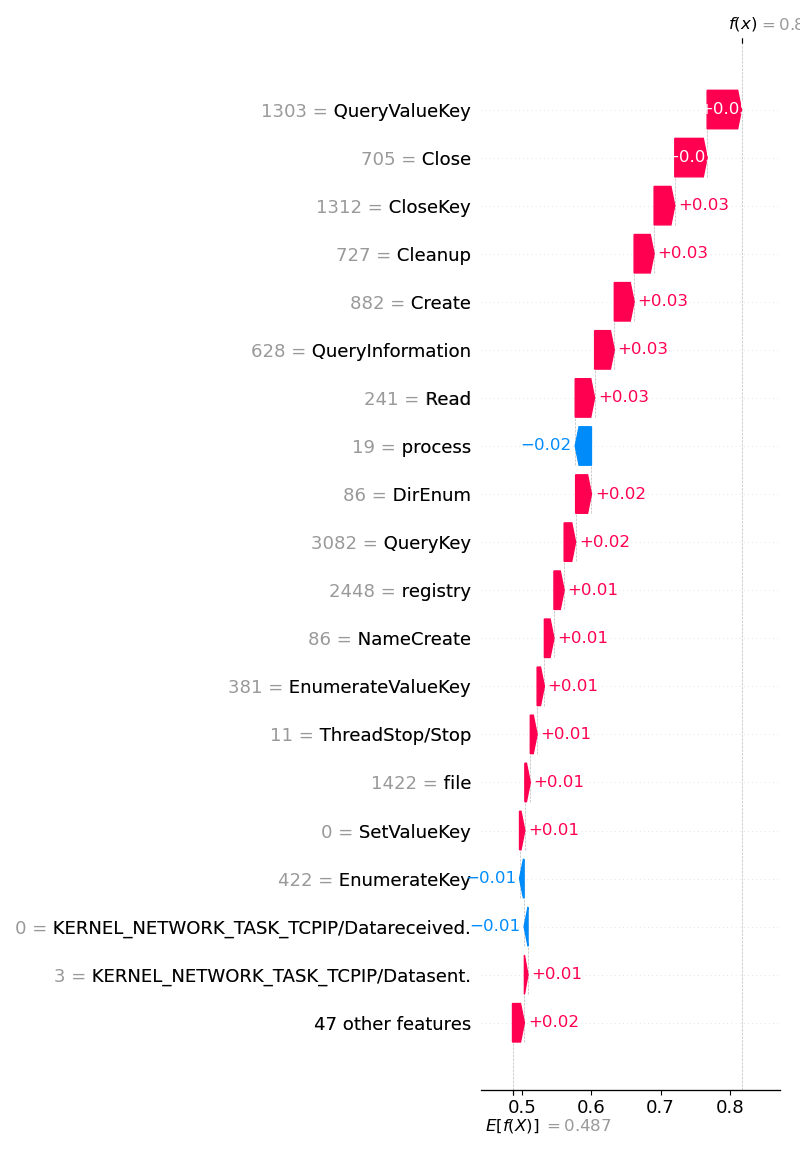 f(x) = 0.8
1303 = QueryValueKey +0.0
705 = Close +0.0
1312 = CloseKey +0.03
727 = Cleanup +0.03
882 = Create +0.03
628 = QueryInformation +0.03
241 = Read +0.03
19 = process −0.02
86 = DirEnum +0.02
3082 = QueryKey +0.02
2448 = registry +0.01
86 = NameCreate +0.01
381 = EnumerateValueKey +0.01
11 = ThreadStop/Stop +0.01
1422 = file +0.01
0 = SetValueKey +0.01
422 = EnumerateKey −0.01
0 = KERNEL_NETWORK_TASK_TCPIP/Datareceived. −0.01
3 = KERNEL_NETWORK_TASK_TCPIP/Datasent. +0.01
47 other features +0.02
0.5 0.6 0.7 0.8
E[f(X)] = 0.487